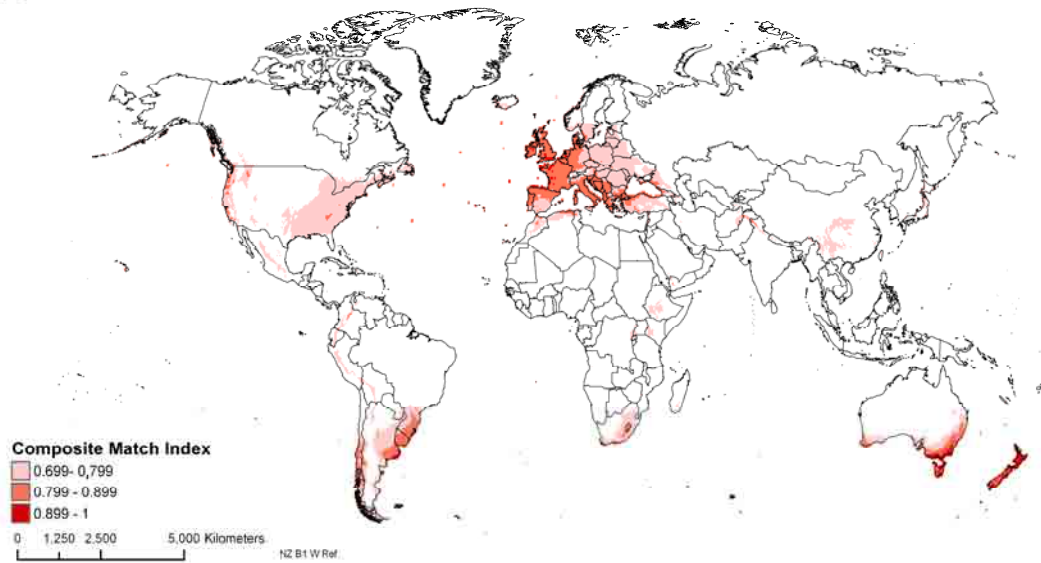 Composite Match Index
0.699- 0,799
0.799 - 0.899
0.899 - 1
0 1,250 2,500 5,000 Kilometers
NZ B1 W Ref